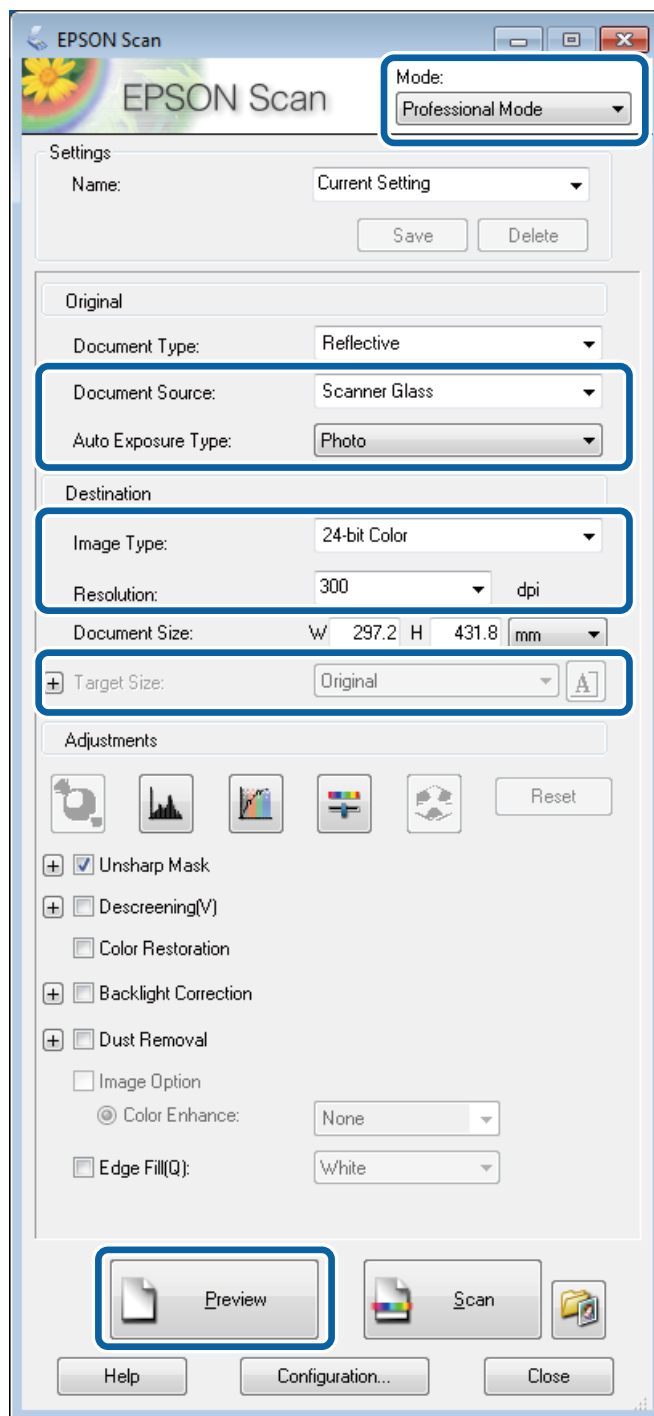 EPSON Scan
EPSON Scan
Mode:
Professional Mode
Settings
Name: Current Setting
Save Delete
Original
Document Type: Reflective
Document Source: Scanner Glass
Auto Exposure Type: Photo
Destination
Image Type: 24-bit Color
Resolution: 300 dpi
Document Size: W 297.2 H 431.8 mm
Target Size: Original A
Adjustments
Reset
Unsharp Mask
Descreening(V)
Color Restoration
Backlight Correction
Dust Removal
Image Option
Color Enhance: None
Edge Fill(Q): White
Preview Scan
Help Configuration... Close